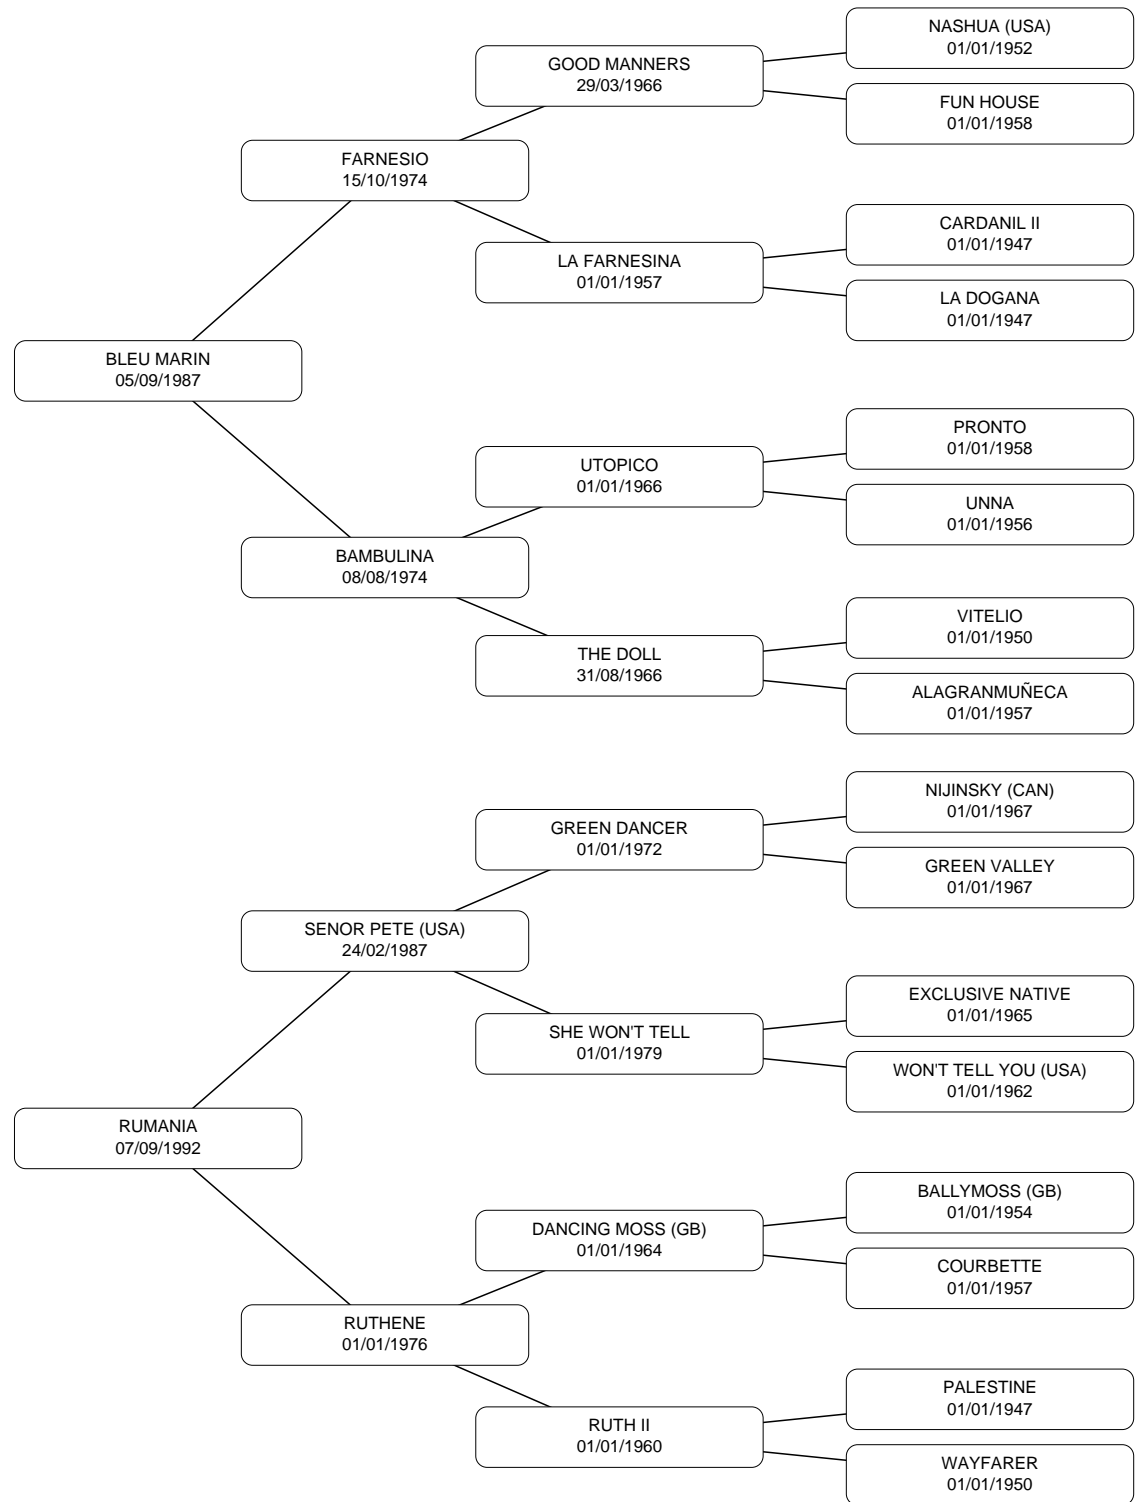 NASHUA (USA)
01/01/1952
GOOD MANNERS
29/03/1966
FUN HOUSE
01/01/1958
FARNESIO
15/10/1974
CARDANIL II
01/01/1947
LA FARNESINA
01/01/1957
LA DOGANA
01/01/1947
BLEU MARIN
05/09/1987
PRONTO
01/01/1958
UTOPICO
01/01/1966
UNNA
01/01/1956
BAMBULINA
08/08/1974
VITELIO
01/01/1950
THE DOLL
31/08/1966
ALAGRANMUÑECA
01/01/1957
NIJINSKY (CAN)
01/01/1967
GREEN DANCER
01/01/1972
GREEN VALLEY
01/01/1967
SENOR PETE (USA)
24/02/1987
EXCLUSIVE NATIVE
01/01/1965
SHE WON'T TELL
01/01/1979
WON'T TELL YOU (USA)
01/01/1962
RUMANIA
07/09/1992
BALLYMOSS (GB)
01/01/1954
DANCING MOSS (GB)
01/01/1964
COURBETTE
01/01/1957
RUTHENE
01/01/1976
PALESTINE
01/01/1947
RUTH II
01/01/1960
WAYFARER
01/01/1950